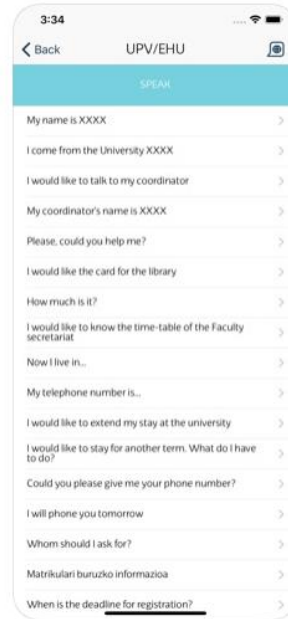 3:34
Back
UPV/EHU
SPEAK
My name is XXXX
I come from the University XXXX
I would like to talk to my coordinator
My coordinator's name is XXXX
Please, could you help me?
I would like the card for the library
How much is it?
I would like to know the time-table of the Faculty
secretariat
Now I live in...
My telephone number is...
I would like to extend my stay at the university
I would like to stay for another term. What do I have
to do?
Could you please give me your phone number?
I will phone you tomorrow
Whom should I ask for?
Matrikulari buruzko informazioa
When is the deadline for registration?